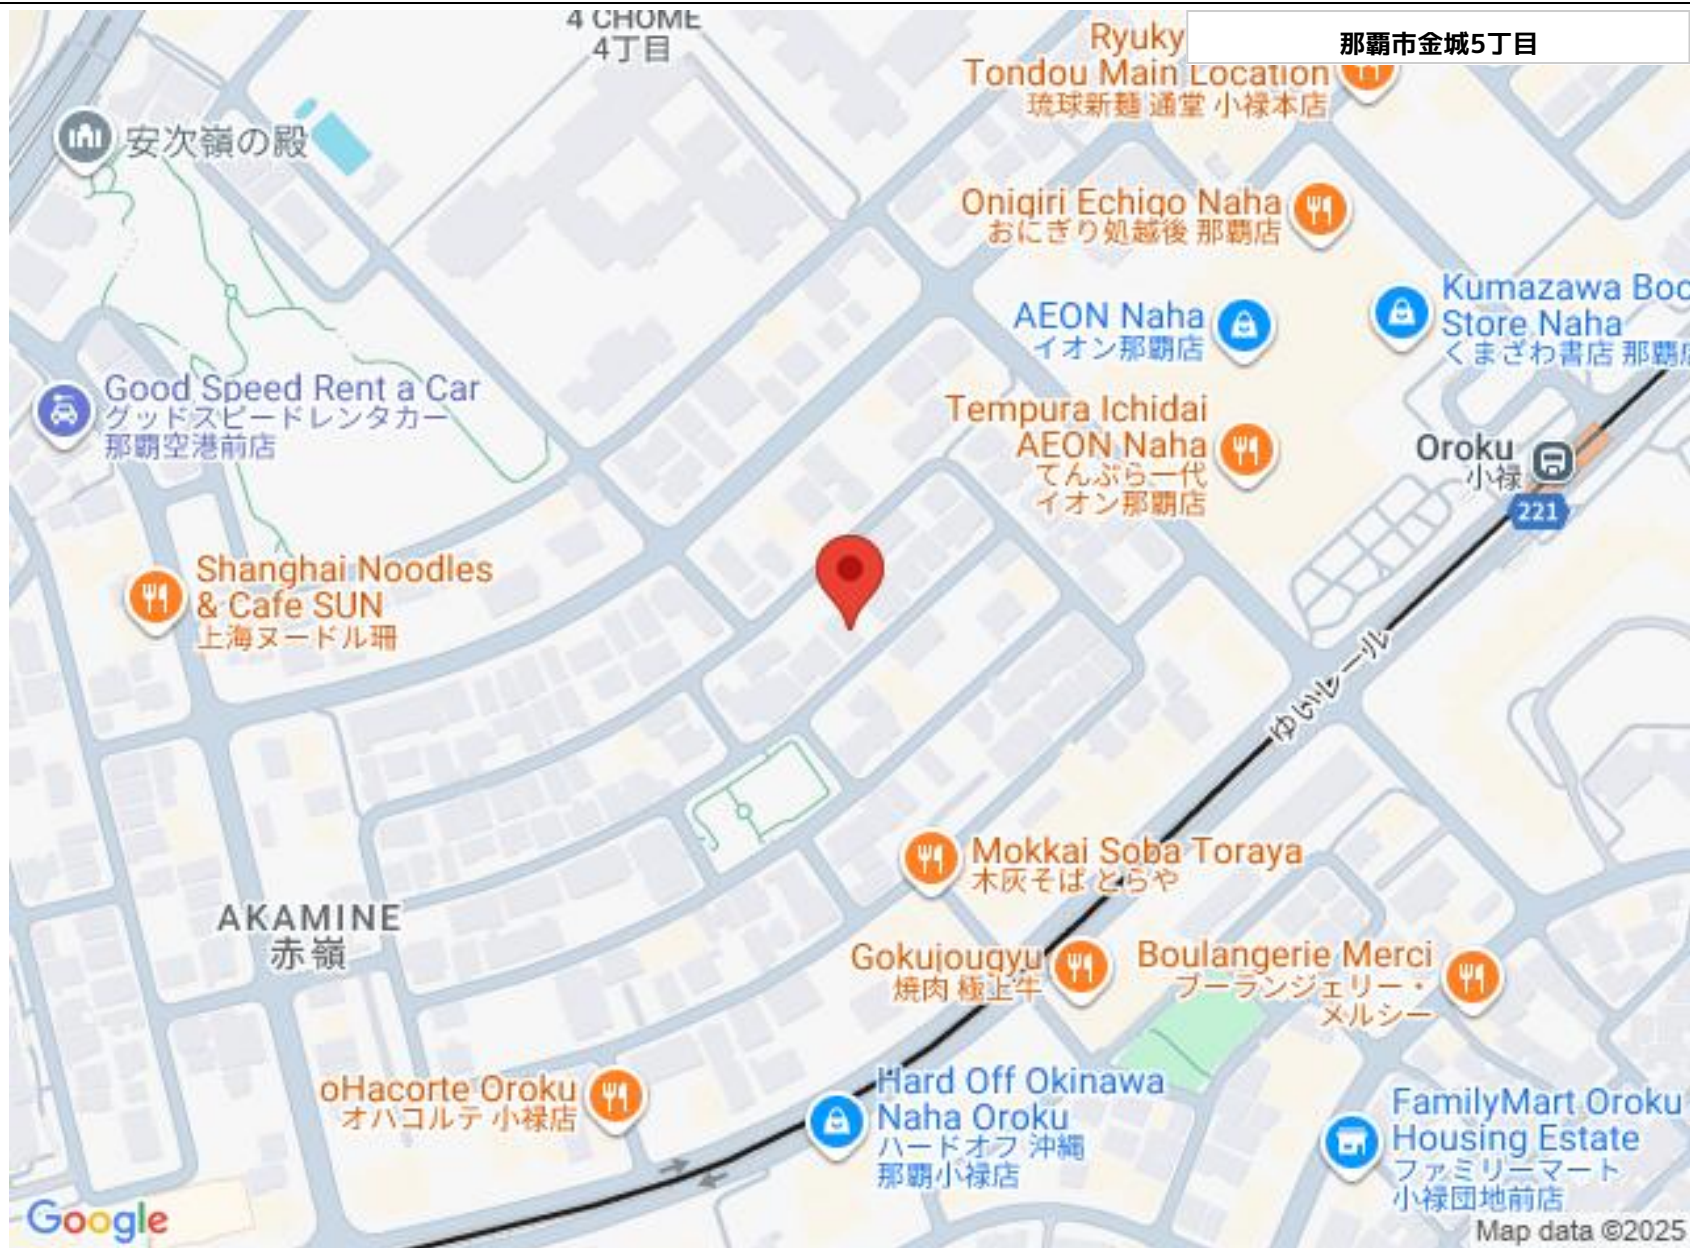 4 CHOME
4丁目
Ryuky
那覇市金城5丁目
Tondou Main Location
琉球新麺 通堂 小禄本店
安次嶺の殿
Onigiri Echigo Naha
おにぎり処越後 那覇店
Kumazawa Boo
Store Naha
くまざわ書店 那覇店
AEON Naha
イオン那覇店
Good Speed Rent a Car
グッドスピードレンタカー
那覇空港前店
Tempura Ichidai
AEON Naha
てんぷら一代
イオン那覇店
Oroku
小禄
221
Shanghai Noodles
& Cafe SUN
上海ヌードル珊
ゆいレール
Mokkai Soba Toraya
木灰そば とらや
AKAMINE
赤嶺
Gokujougyu
焼肉 極上牛
Boulangerie Merci
ブーランジェリー・
メルシー
oHacorte Oroku
オハコルテ 小禄店
Hard Off Okinawa
Naha Oroku
ハードオフ 沖縄
那覇小禄店
FamilyMart Oroku
Housing Estate
ファミリーマート
小禄団地前店
Google
Map data ©2025